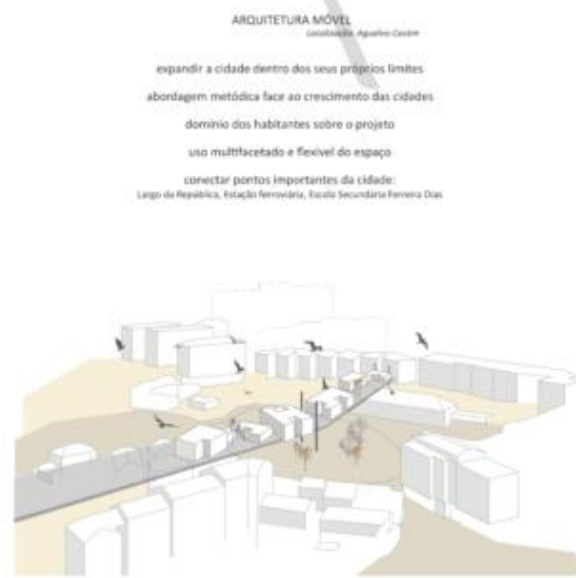 ARQUITETURA MÓVEL
Localização: Agualva Cacém
expandir a cidade dentro dos seus próprios limites
abordagem metódica face ao crescimento das cidades
domínio dos habitantes sobre o projeto
uso multifacetado e flexível do espaço
conectar pontos importantes da cidade:
Largo da República, Estação ferroviária, Escola Secundária Ferreira Dias